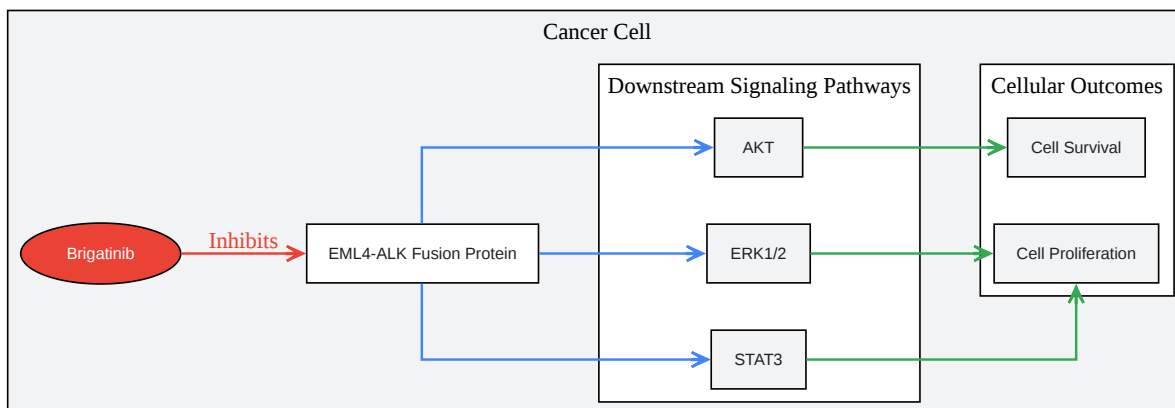 Cancer Cell
Downstream Signaling Pathways
Cellular Outcomes
AKT
Cell Survival
Brigatinib
Inhibits
EML4-ALK Fusion Protein
ERK1/2
Cell Proliferation
STAT3